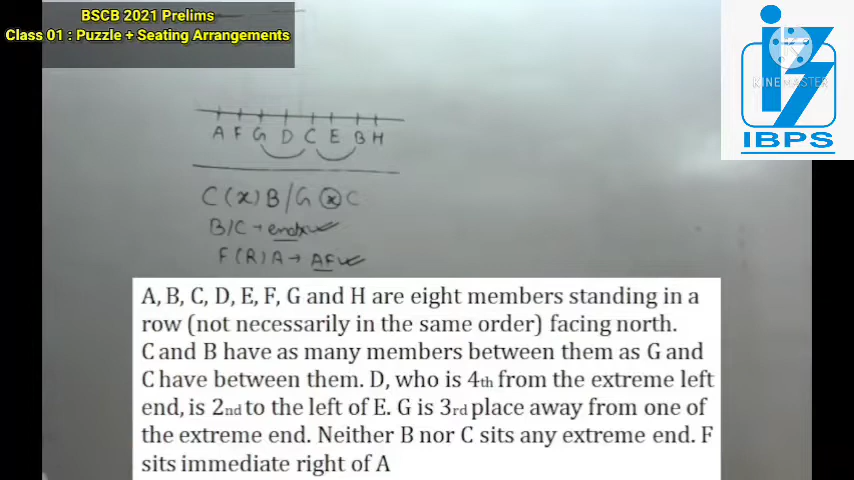 BSCB 2021 Prelims
Class 01 : Puzzle + Seating Arrangements
KINEMASTER
IBPS
A F G D C E B H
C (x) B / G (x) C
B/C → endx
F (R) A → AF
A, B, C, D, E, F, G and H are eight members standing in a
row (not necessarily in the same order) facing north.
C and B have as many members between them as G and
C have between them. D, who is 4th from the extreme left
end, is 2nd to the left of E. G is 3rd place away from one of
the extreme end. Neither B nor C sits any extreme end. F
sits immediate right of A